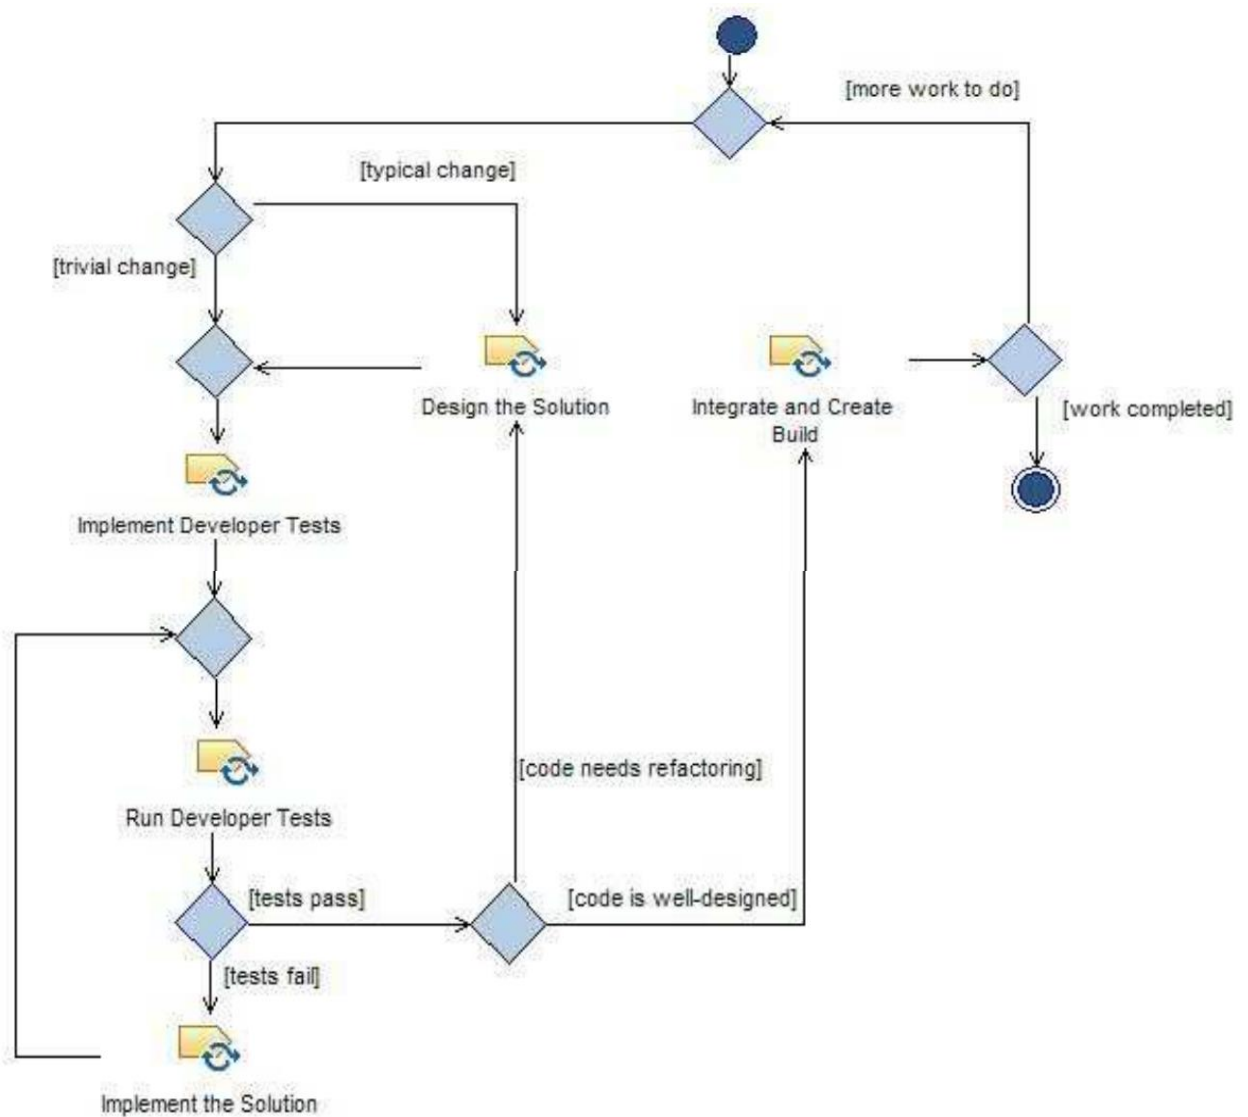 [more work to do]
[typical change]
[trivial change]
Design the Solution
Integrate and Create
Build
[work completed]
Implement Developer Tests
[code needs refactoring]
Run Developer Tests
[tests pass]
[code is well-designed]
[tests fail]
Implement the Solution